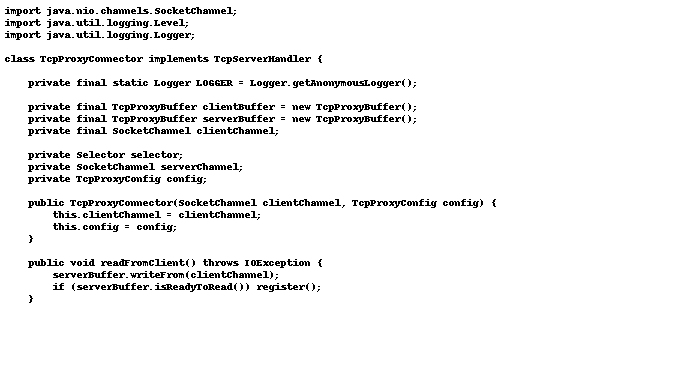 import java.nio.channels.SocketChannel;
import java.util.logging.Level;
import java.util.logging.Logger;

class TcpProxyConnector implements TcpServerHandler {

    private final static Logger LOGGER = Logger.getAnonymousLogger();

    private final TcpProxyBuffer clientBuffer = new TcpProxyBuffer();
    private final TcpProxyBuffer serverBuffer = new TcpProxyBuffer();
    private final SocketChannel clientChannel;

    private Selector selector;
    private SocketChannel serverChannel;
    private TcpProxyConfig config;

    public TcpProxyConnector(SocketChannel clientChannel, TcpProxyConfig config) {
        this.clientChannel = clientChannel;
        this.config = config;
    }

    public void readFromClient() throws IOException {
        serverBuffer.writeFrom(clientChannel);
        if (serverBuffer.isReadyToRead()) register();
    }